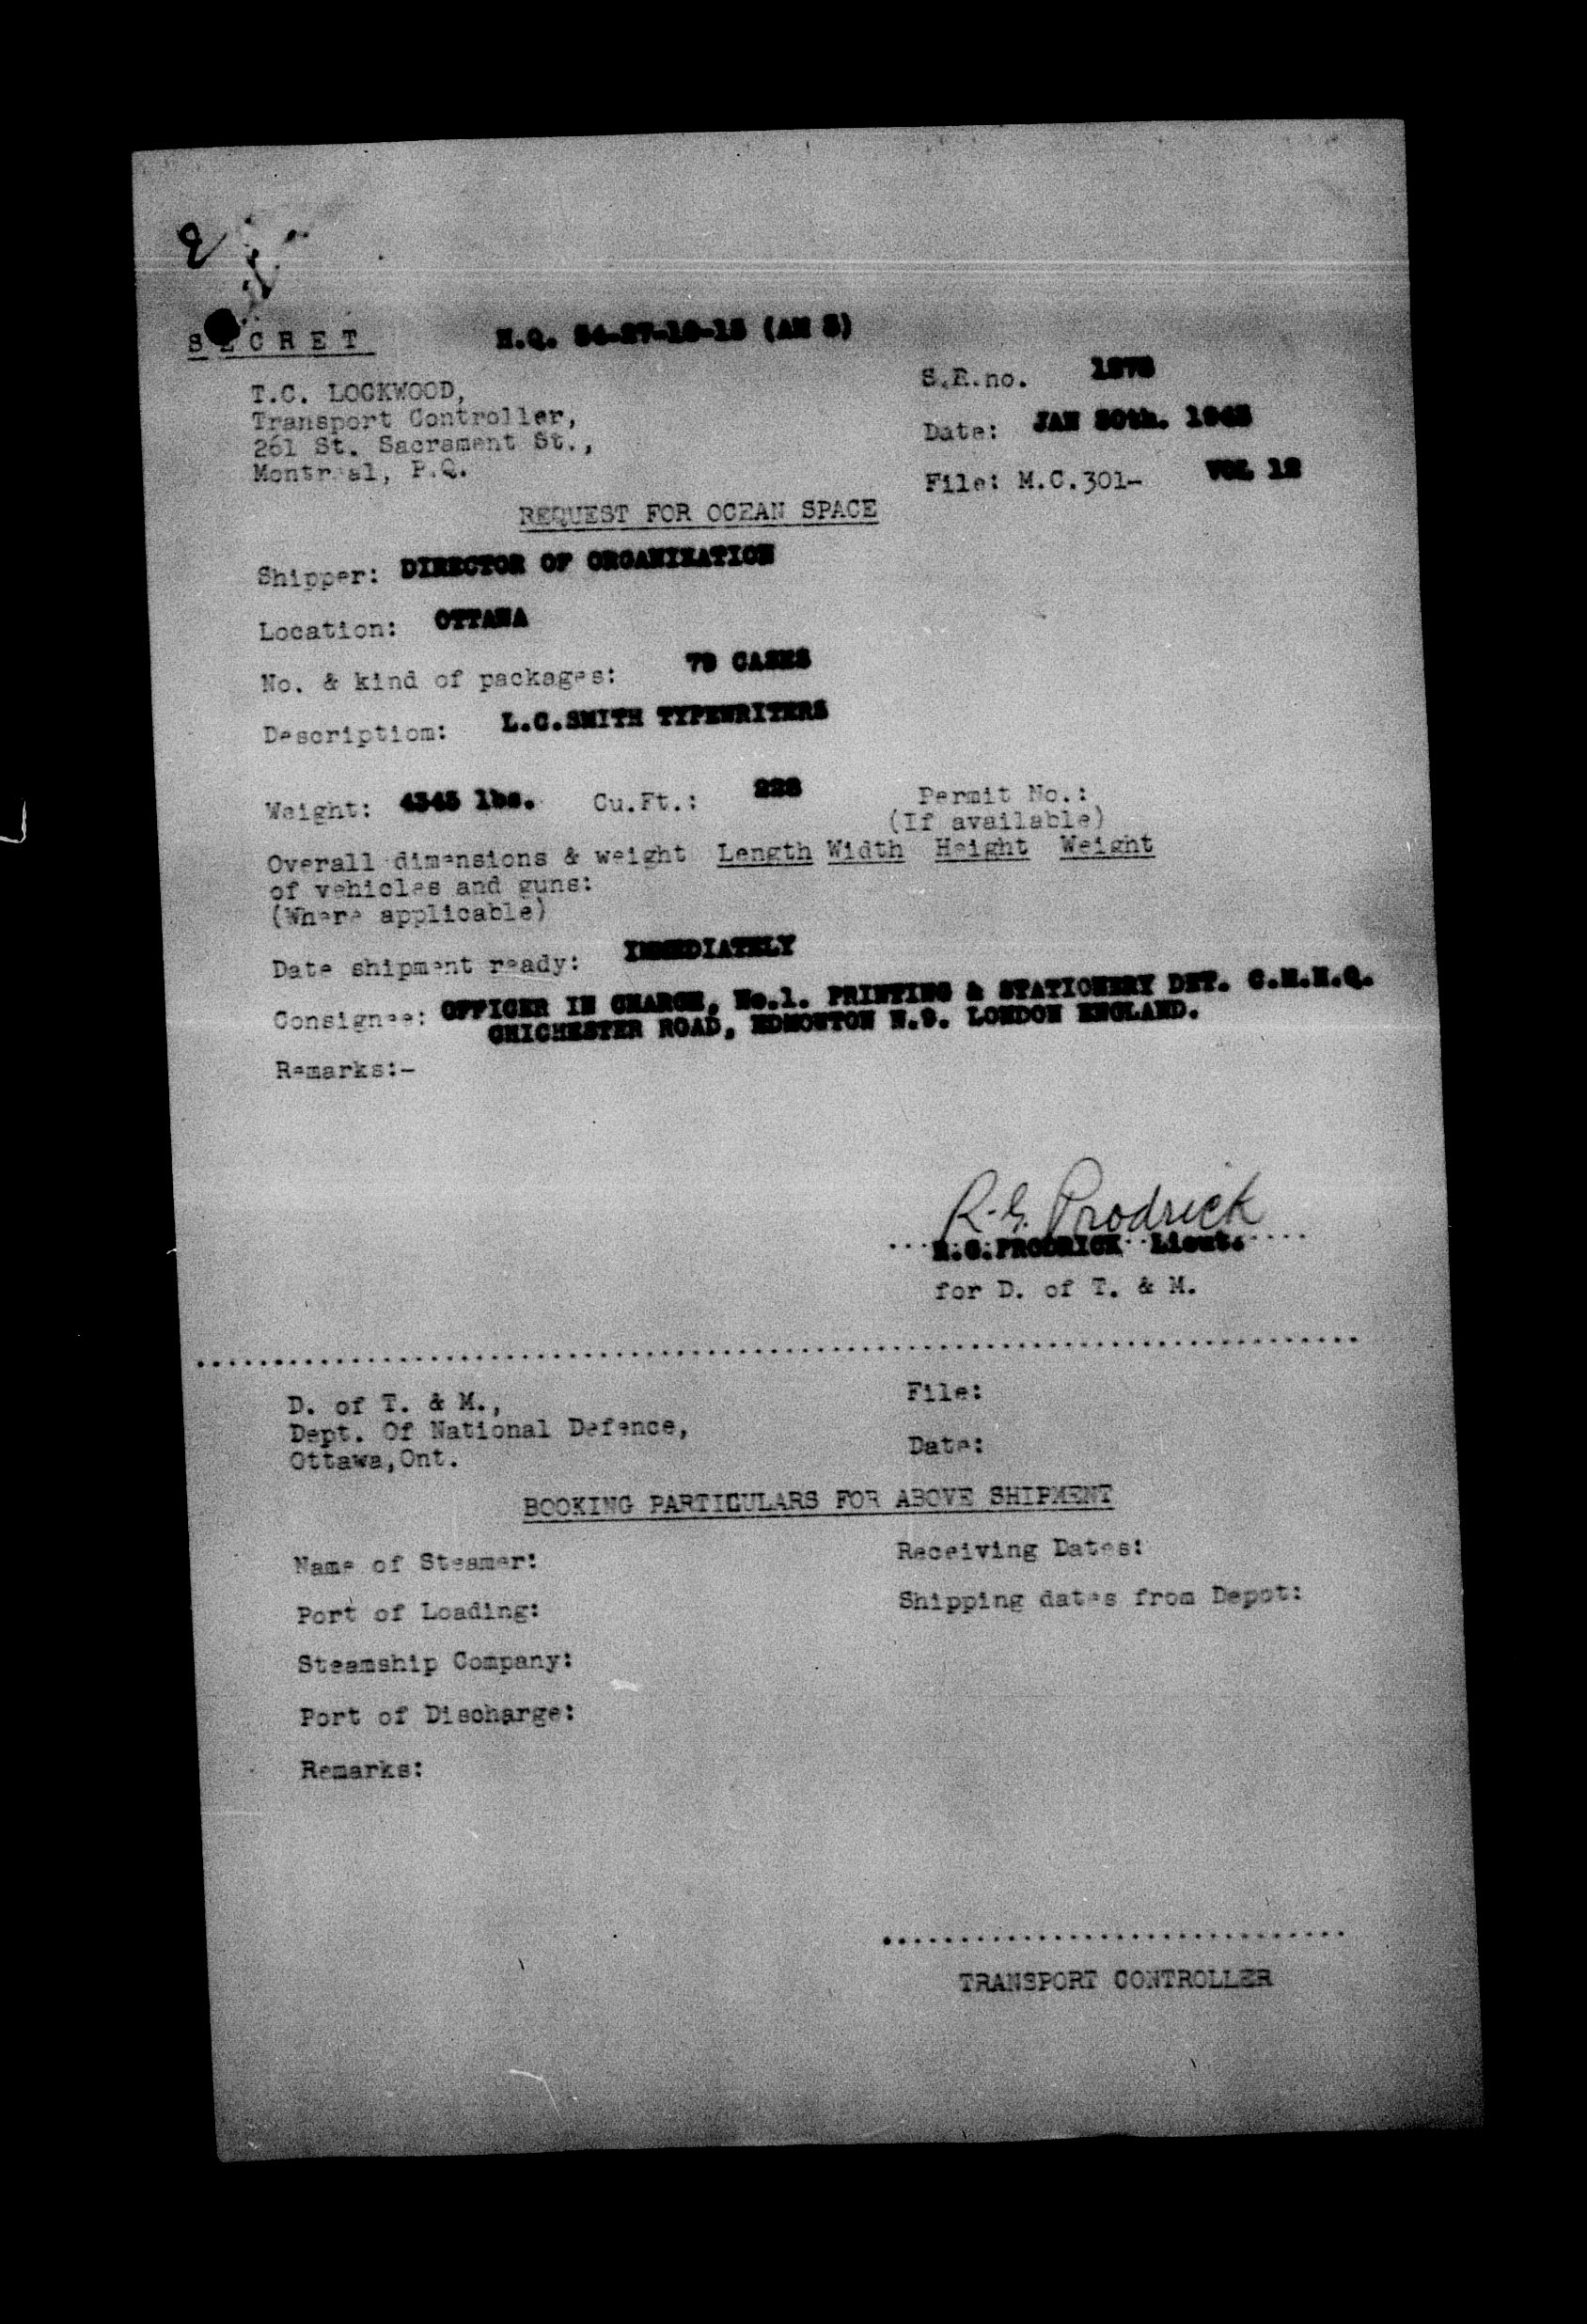 SECRET
H.Q. 54-27-10-15 (AM 5)
T.C. LOCKWOOD,
Transport Controller,
261 St. Sacrament St.,
Montreal, P.Q.
S.R.no.
Date: JAN 30th. 1943
File: M.C.301- VOL 12
REQUEST FOR OCEAN SPACE
Shipper: DIRECTOR OF ORGANIZATION
Location: OTTAWA
No. & kind of packages: 79 CASES
Description: L.C.SMITH TYPEWRITERS
Weight: 4345 lbs. Cu.Ft.: 228 Permit No.:
(If available)
Overall dimensions & weight Length Width Height Weight
of vehicles and guns:
(Where applicable)
Date shipment ready: IMMEDIATELY
Consignee: OFFICER IN CHARGE, No.1. PRINTING & STATIONERY DET. C.M.H.Q.
CHICHESTER ROAD, EDMONTON N.9. LONDON ENGLAND.
Remarks:-
R.G. Prodrick
R.G.PRODRICK Lieut.
for D. of T. & M.
D. of T. & M.,
Dept. Of National Defence,
Ottawa,Ont.
File:
Date:
BOOKING PARTICULARS FOR ABOVE SHIPMENT
Name of Steamer:
Receiving Dates:
Port of Loading:
Shipping dates from Depot:
Steamship Company:
Port of Discharge:
Remarks:
TRANSPORT CONTROLLER